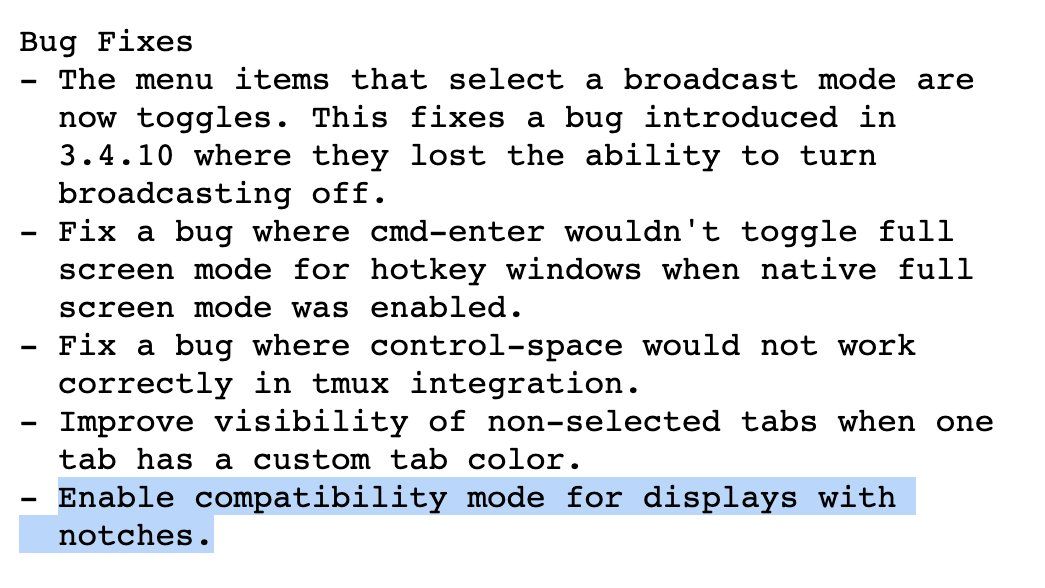 Bug Fixes
- The menu items that select a broadcast mode are
now toggles. This fixes a bug introduced in
3.4.10 where they lost the ability to turn
broadcasting off.
- Fix a bug where cmd-enter wouldn't toggle full
screen mode for hotkey windows when native full
screen mode was enabled.
- Fix a bug where control-space would not work
correctly in tmux integration.
- Improve visibility of non-selected tabs when one
tab has a custom tab color.
- Enable compatibility mode for displays with
notches.